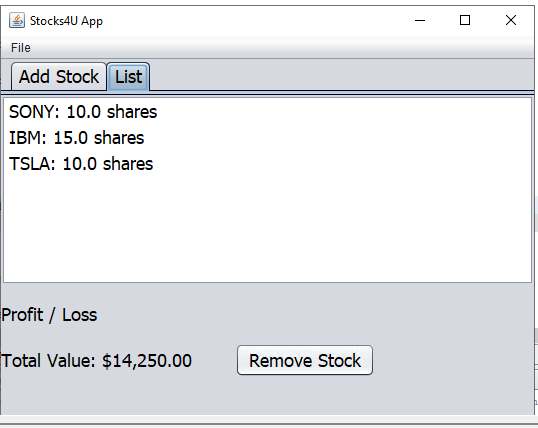 Stocks4U App
File
Add Stock List
SONY: 10.0 shares
IBM: 15.0 shares
TSLA: 10.0 shares
Profit / Loss
Total Value: $14,250.00 Remove Stock